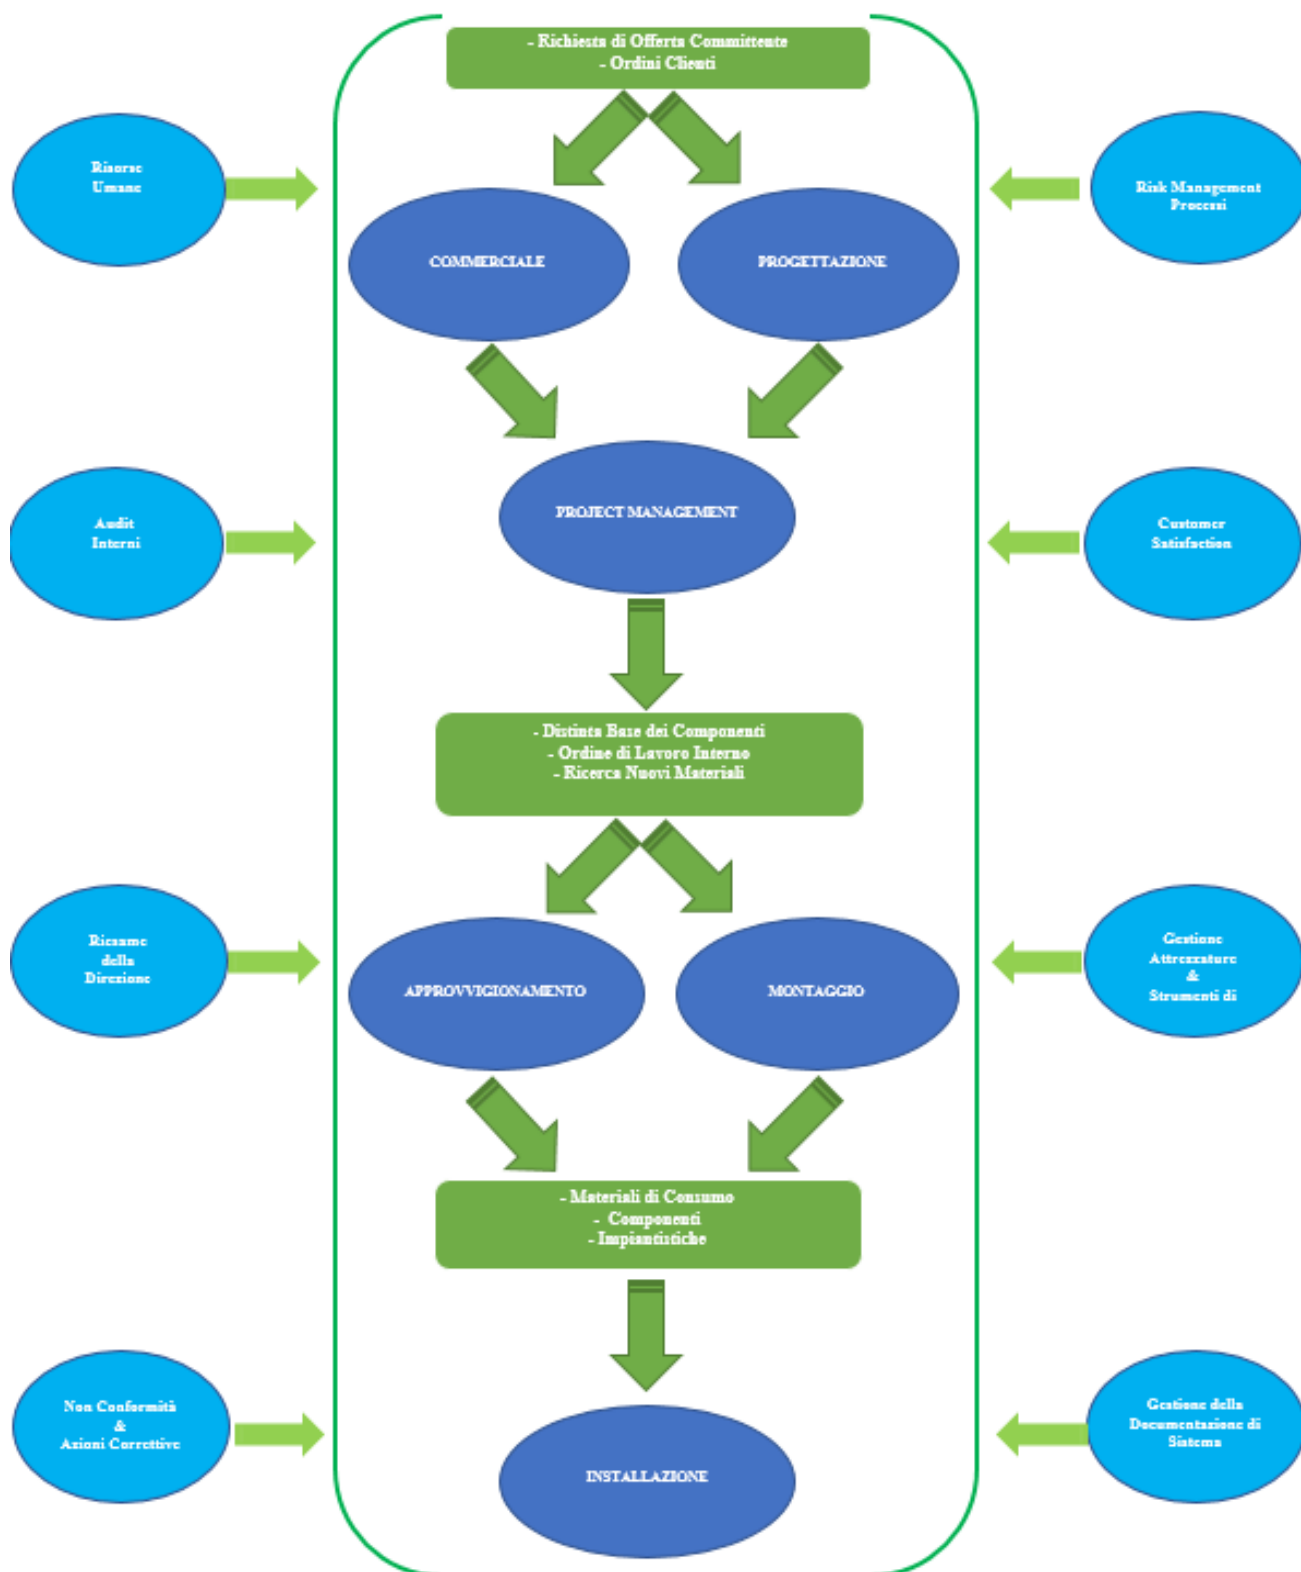 - Richiesta di Offerta Committente
- Ordini Clienti
Risorse
Umane
Risk Management
Processi
COMMERCIALE
PROGETTAZIONE
PROJECT MANAGEMENT
Audit
Interni
Customer
Satisfaction
- Distinta Base dei Componenti
- Ordine di Lavoro Interno
- Ricerca Nuovi Materiali
Riesame
della
Direzione
APPROVVIGIONAMENTO
MONTAGGIO
Gestione
Attrezzature
&
Strumenti di
- Materiali di Consumo
- Componenti
- Impiantistiche
Non Conformità
&
Azioni Correttive
Gestione della
Documentazione di
Sistema
INSTALLAZIONE